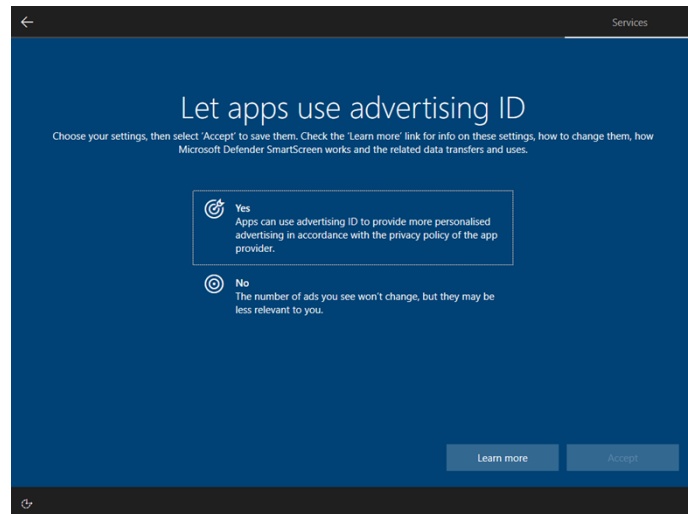 Services
Let apps use advertising ID
Choose your settings, then select 'Accept' to save them. Check the 'Learn more' link for info on these settings, how to change them, how
Microsoft Defender SmartScreen works and the related data transfers and uses.
Yes
Apps can use advertising ID to provide more personalised
advertising in accordance with the privacy policy of the app
provider.
No
The number of ads you see won't change, but they may be
less relevant to you.
Learn more
Accept